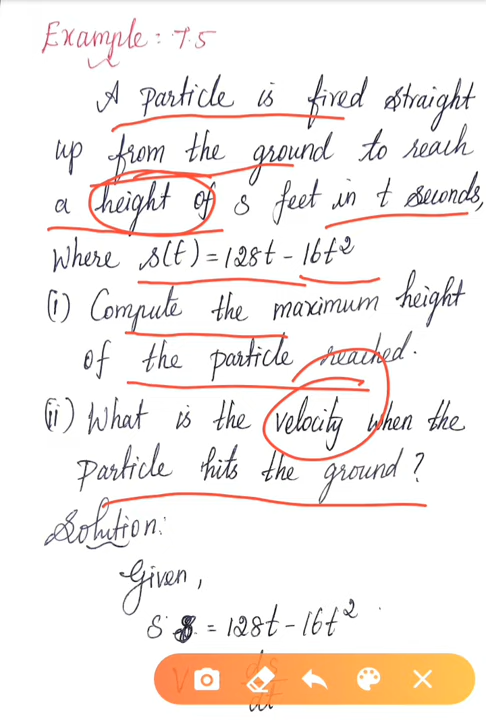 Example: 7.5
A particle is fired straight
up from the ground to reach
a height of s feet in t seconds,
Where s(t) = 128t - 16t²
(i) Compute the maximum height
of the particle reached.
(ii) What is the velocity when the
Particle hits the ground?
Solution:
Given,
S = 128t - 16t²
V ds
dt